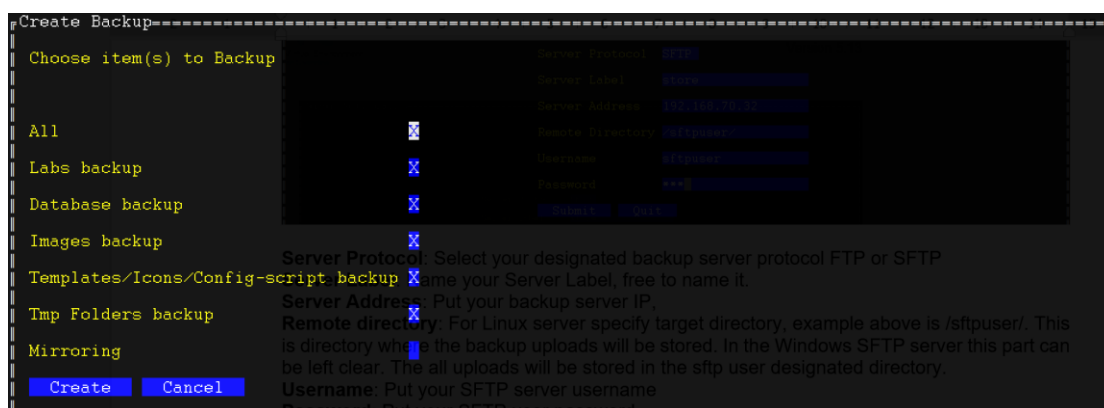 Create Backup
Choose item(s) to Backup
All X
Labs backup X
Database backup X
Images backup X
Templates/Icons/Config-script backup X
Tmp Folders backup X
Mirroring
Create Cancel
Server Protocol SFTP
Server Label store
Server Address 192.168.70.32
Remote Directory /sftpuser/
Username sftpuser
Password ***
Submit Quit
Server Protocol: Select your designated backup server protocol FTP or SFTP
ame your Server Label, free to name it.
Server Address: Put your backup server IP,
Remote directory: For Linux server specify target directory, example above is /sftpuser/. This
is directory where the backup uploads will be stored. In the Windows SFTP server this part can
be left clear. The all uploads will be stored in the sftp user designated directory.
Username: Put your SFTP server username